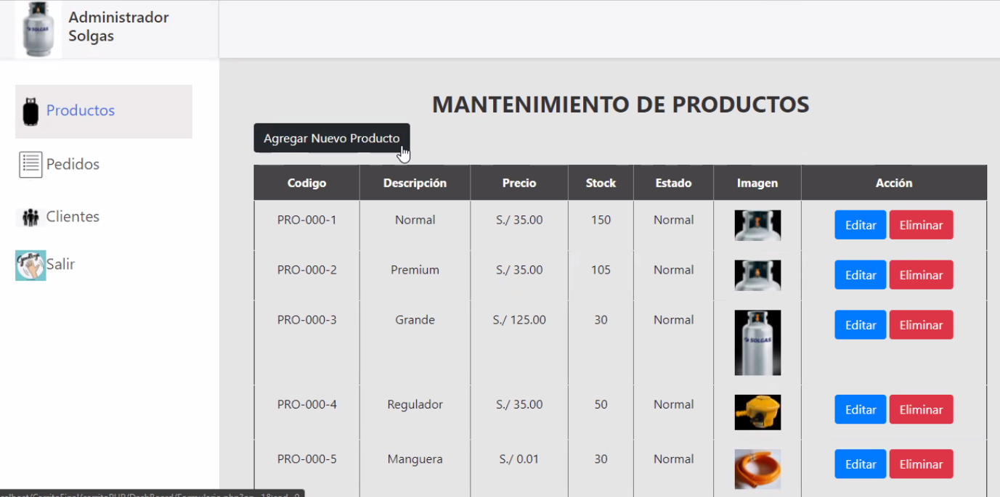 Administrador
Solgas
Productos
Pedidos
Clientes
Salir
MANTENIMIENTO DE PRODUCTOS
Agregar Nuevo Producto
Codigo Descripción Precio Stock Estado Imagen Acción
PRO-000-1 Normal S./ 35.00 150 Normal Editar Eliminar
PRO-000-2 Premium S./ 35.00 105 Normal Editar Eliminar
PRO-000-3 Grande S./ 125.00 30 Normal SOLGAS Editar Eliminar
PRO-000-4 Regulador S./ 35.00 50 Normal Editar Eliminar
PRO-000-5 Manguera S./ 0.01 30 Normal Editar Eliminar